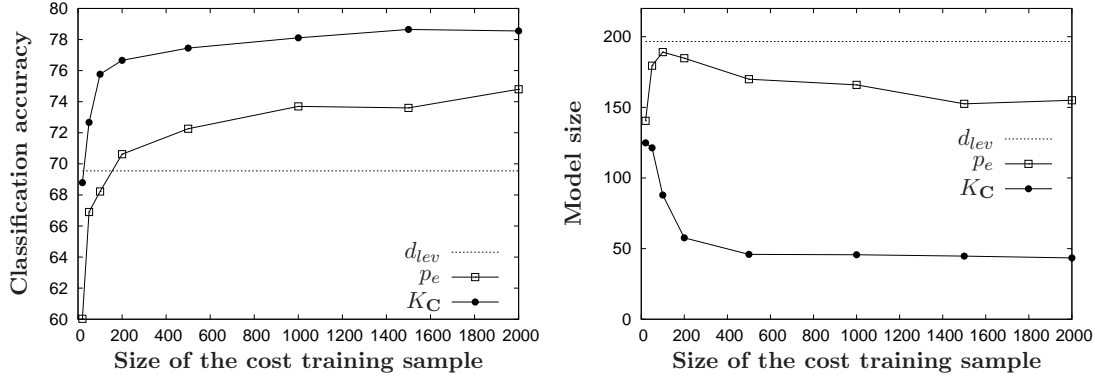 Classification accuracy
80
78
76
74
72
70
68
66
64
62
60
0 200 400 600 800 1000 1200 1400 1600 1800 2000
Size of the cost training sample
d_lev
p_e
K_C
Model size
200
150
100
50
0
0 200 400 600 800 1000 1200 1400 1600 1800 2000
Size of the cost training sample
d_lev
p_e
K_C